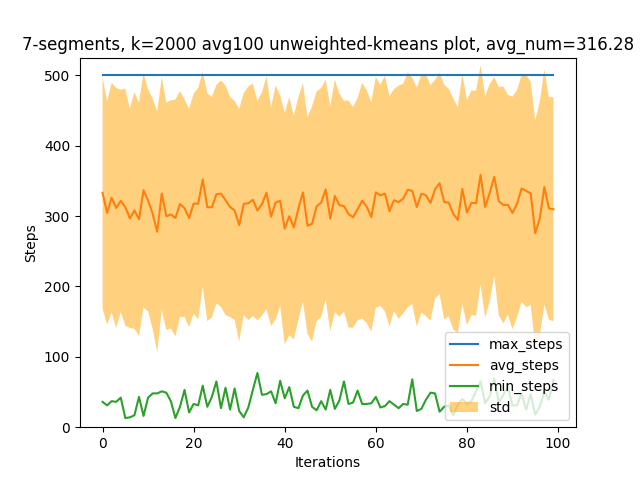 7-segments, k=2000 avg100 unweighted-kmeans plot, avg_num=316.28
500
400
300
200
100
0
Steps
0
20
40
60
80
100
Iterations
max_steps
avg_steps
min_steps
std